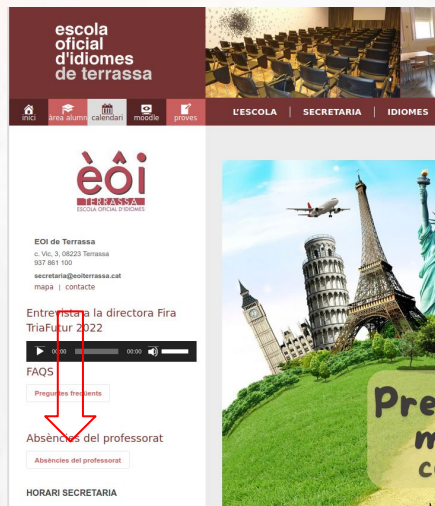 escola
oficial
d'idiomes
de terrassa
inici àrea alumn calendari moodle proves
L'ESCOLA | SECRETARIA | IDIOMES
èôi
TERRASSA
ESCOLA OFICIAL D'IDIOMES
EOI de Terrassa
c. Vic, 3, 08223 Terrassa
937 861 100
secretaria@eoiterrassa.cat
mapa | contacte
Entrevista a la directora Fira
TriaFutur 2022
00:00 00:00
FAQS
Preguntes freqüents
Absències del professorat
Absències del professorat
HORARI SECRETARIA
Pre
m
c